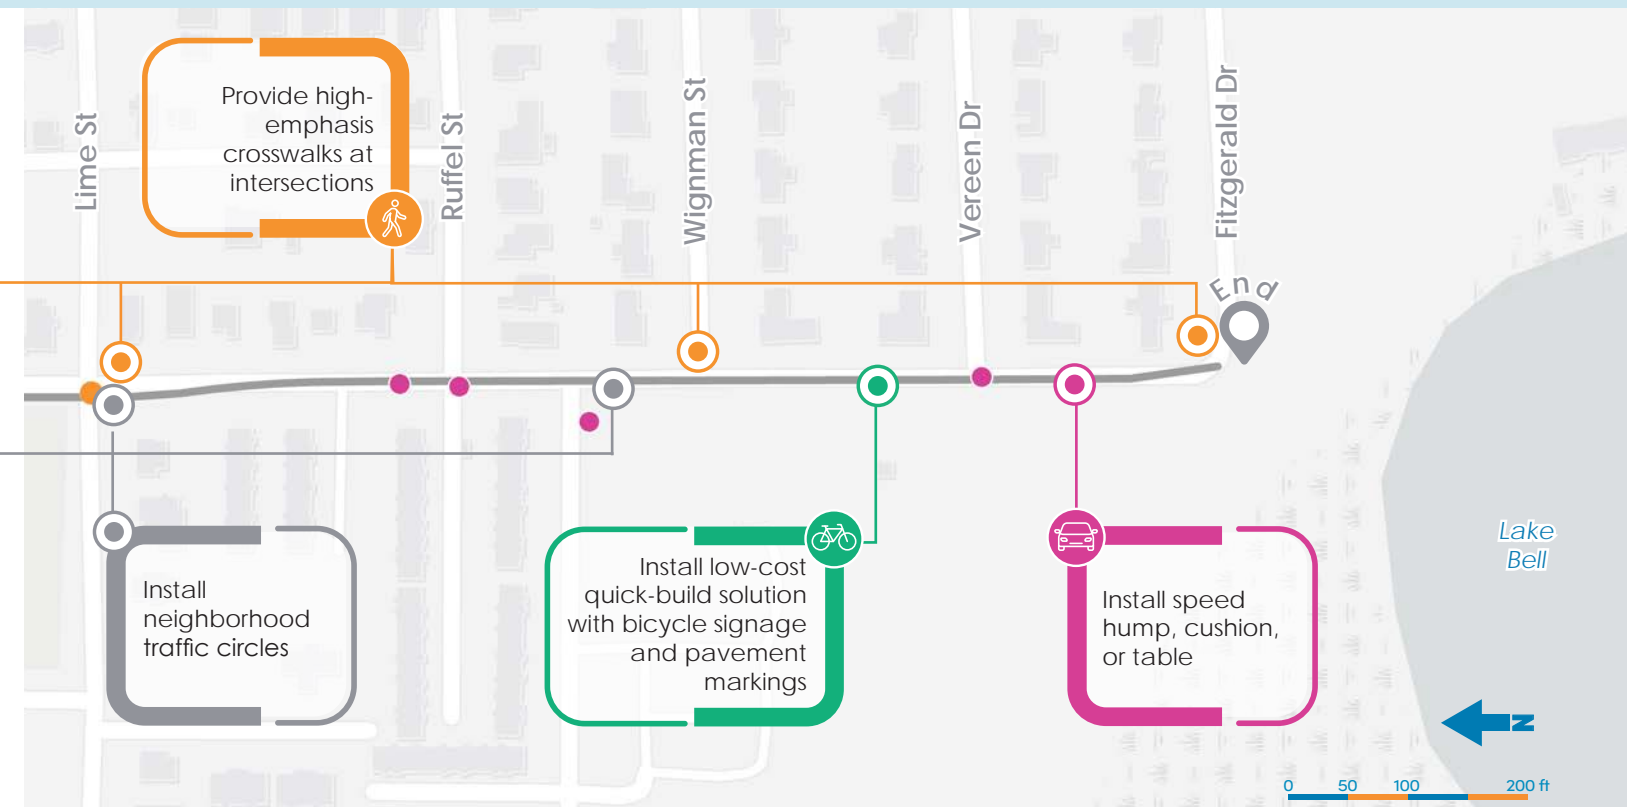 Provide high-
emphasis
crosswalks at
intersections
Lime St
Ruffel St
Wignman St
Vereen Dr
Fitzgerald Dr
End
Install
neighborhood
traffic circles
Install low-cost
quick-build solution
with bicycle signage
and pavement
markings
Install speed
hump, cushion,
or table
Lake
Bell
N
0 50 100 200 ft